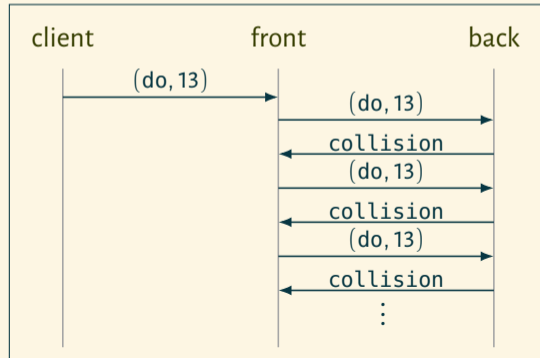 client front back
(do, 13)
(do, 13)
collision
(do, 13)
collision
(do, 13)
collision
⋮